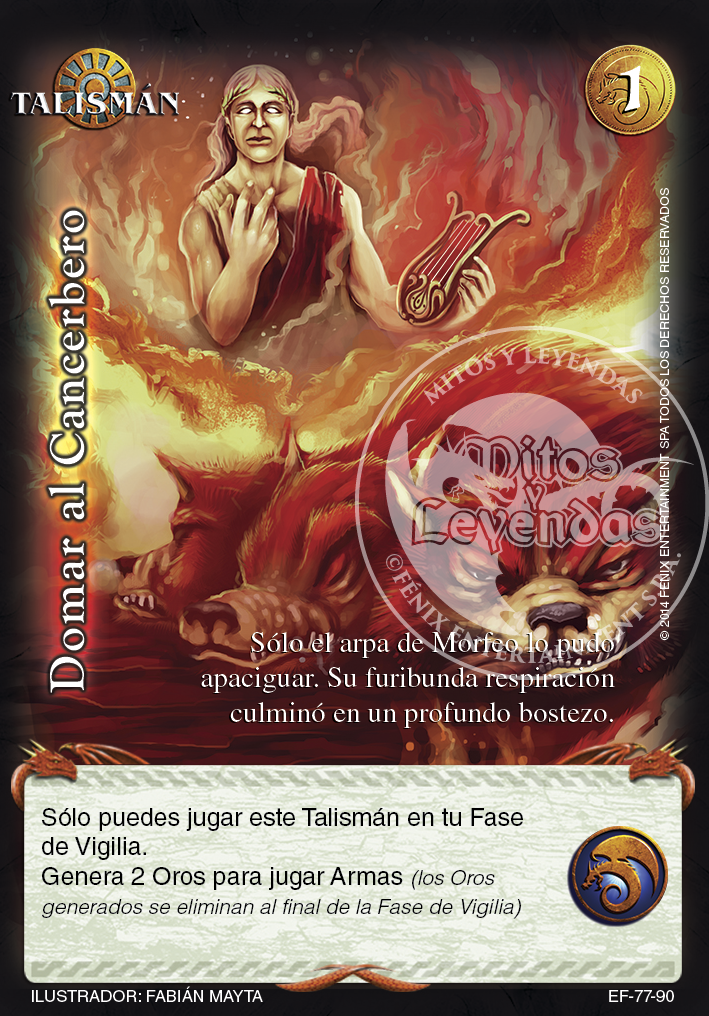 TALISMÁN
1
Domar al Cancerbero
© 2014 FÉNIX ENTERTAINMENT SPA TODOS LOS DERECHOS RESERVADOS
MITOS Y LEYENDAS
Mitos
y
Leyendas
© FÉNIX ENTERTAINMENT S.P.A.
Sólo el arpa de Morfeo lo pudo
apaciguar. Su furibunda respiración
culminó en un profundo bostezo.
Sólo puedes jugar este Talismán en tu Fase
de Vigilia.
Genera 2 Oros para jugar Armas (los Oros
generados se eliminan al final de la Fase de Vigilia)
ILUSTRADOR: FABIÁN MAYTA
EF-77-90